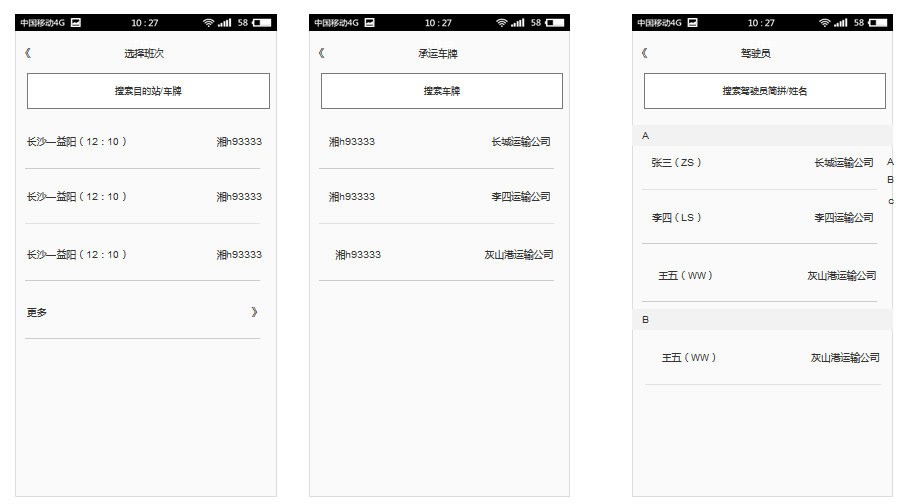 中国移动4G 10 : 27 58
《 选择班次
搜索目的站/车牌
长沙—益阳（12：10） 湘h93333
长沙—益阳（12：10） 湘h93333
长沙—益阳（12：10） 湘h93333
更多 》
中国移动4G 10 : 27 58
《 承运车牌
搜索车牌
湘h93333 长城运输公司
湘h93333 李四运输公司
湘h93333 灰山港运输公司
中国移动4G 10:27 58
《 驾驶员
搜索驾驶员简拼/姓名
A
张三（ZS） 长城运输公司
李四（LS） 李四运输公司
王五（WW） 灰山港运输公司
B
王五（WW） 灰山港运输公司
A
B
C